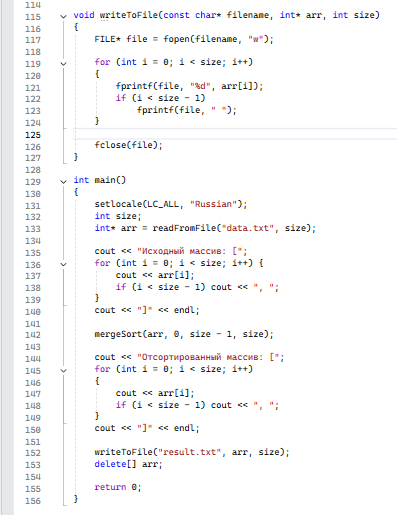 114
115 void writeToFile(const char* filename, int* arr, int size)
116 {
117 FILE* file = fopen(filename, "w");
118
119 for (int i = 0; i < size; i++)
120 {
121 fprintf(file, "%d", arr[i]);
122 if (i < size - 1)
123 fprintf(file, " ");
124 }
125
126 fclose(file);
127 }
128
129 int main()
130 {
131 setlocale(LC_ALL, "Russian");
132 int size;
133 int* arr = readFromFile("data.txt", size);
134
135 cout << "Исходный массив: [";
136 for (int i = 0; i < size; i++) {
137 cout << arr[i];
138 if (i < size - 1) cout << ", ";
139 }
140 cout << "]" << endl;
141
142 mergeSort(arr, 0, size - 1, size);
143
144 cout << "Отсортированный массив: [";
145 for (int i = 0; i < size; i++)
146 {
147 cout << arr[i];
148 if (i < size - 1) cout << ", ";
149 }
150 cout << "]" << endl;
151
152 writeToFile("result.txt", arr, size);
153 delete[] arr;
154
155 return 0;
156 }